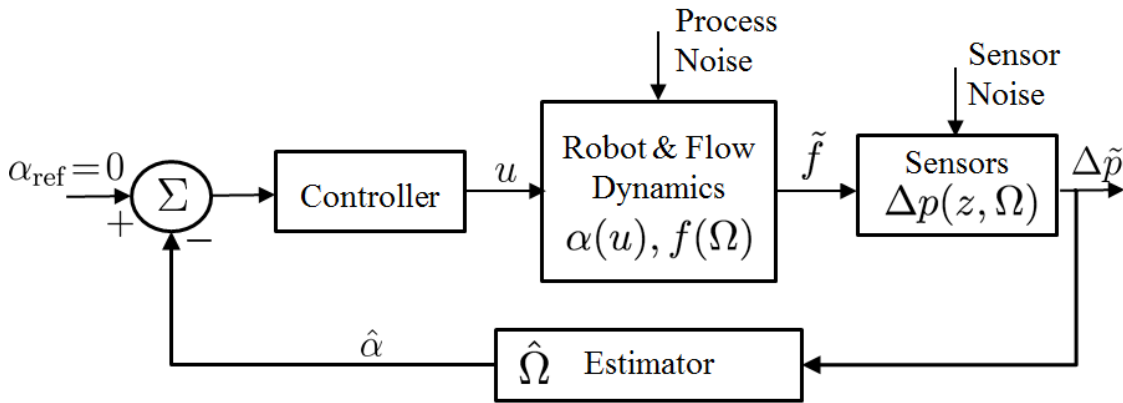 Process
Noise
Sensor
Noise
α_ref=0
+
−
Σ
Controller
u
Robot & Flow
Dynamics
α(u), f(Ω)
f̃
Sensors
Δp(z, Ω)
Δp̃
α̂
Ω̂ Estimator